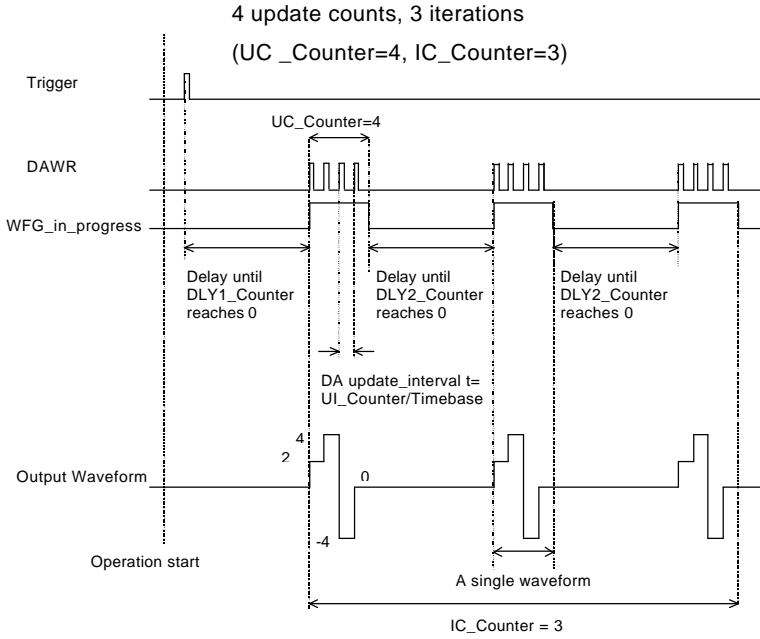 4 update counts, 3 iterations
(UC _Counter=4, IC_Counter=3)
Trigger
UC_Counter=4
DAWR
WFG_in_progress
Delay until
DLY1_Counter
reaches 0
Delay until
DLY2_Counter
reaches 0
Delay until
DLY2_Counter
reaches 0
DA update_interval t=
UI_Counter/Timebase
4
2
0
Output Waveform
-4
Operation start
A single waveform
IC_Counter = 3